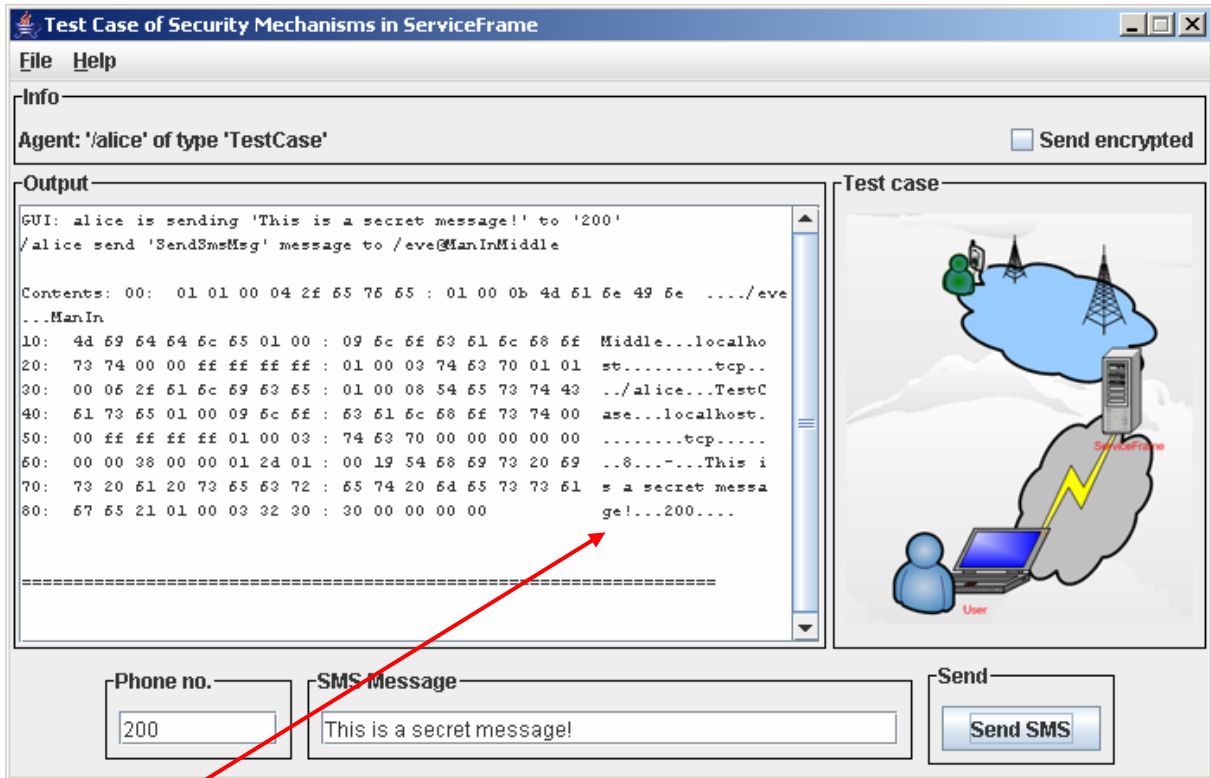 Test Case of Security Mechanisms in ServiceFrame
File Help
Info
Agent: '/alice' of type 'TestCase'
Send encrypted
Output
GUI: alice is sending 'This is a secret message!' to '200'
/alice send 'SendSmsMsg' message to /eve@ManInMiddle
Contents: 00: 01 01 00 04 2f 65 76 65 : 01 00 0b 4d 61 6e 49 6e ..../eve
...ManIn
10: 4d 69 64 64 6c 65 01 00 : 09 6c 6f 63 61 6c 68 6f Middle...localho
20: 73 74 00 00 ff ff ff ff : 01 00 03 74 63 70 01 01 st.........tcp..
30: 00 06 2f 61 6c 69 63 65 : 01 00 08 54 65 73 74 43 ../alice...TestC
40: 61 73 65 01 00 09 6c 6f : 63 61 6c 68 6f 73 74 00 ase...localhost.
50: 00 ff ff ff ff 01 00 03 : 74 63 70 00 00 00 00 00 ........tcp.....
60: 00 00 38 00 00 01 2d 01 : 00 19 54 68 69 73 20 69 ..8...-...This i
70: 73 20 61 20 73 65 63 72 : 65 74 20 6d 65 73 73 61 s a secret messa
80: 67 65 21 01 00 03 32 30 : 30 00 00 00 00 ge!...200....
===================================================================
Test case
ServiceFrame
User
Phone no.
200
SMS Message
This is a secret message!
Send
Send SMS